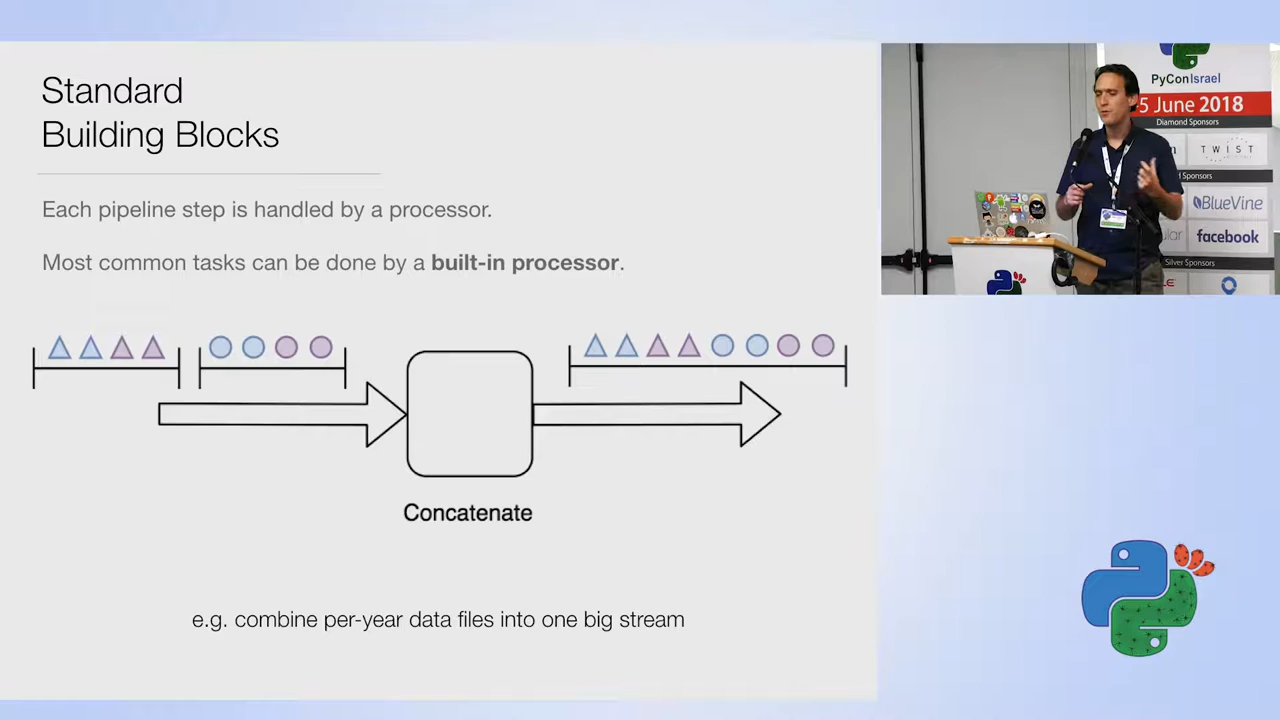 Standard
Building Blocks
Each pipeline step is handled by a processor.
Most common tasks can be done by a built-in processor.
Concatenate
e.g. combine per-year data files into one big stream
PyConIsrael
5 June 2018
Diamond Sponsors
TWIST
Sponsors
BlueVine
facebook
Silver Sponsors